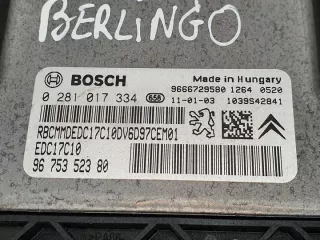 BERLINGO
BOSCH
Made in Hungary
0 281 017 334
658
9666729580 1264 0520
11-01-03 1039S42841
RBCMMDEDC17C10DV6D97CEM01
EDC17C10
96 753 523 80